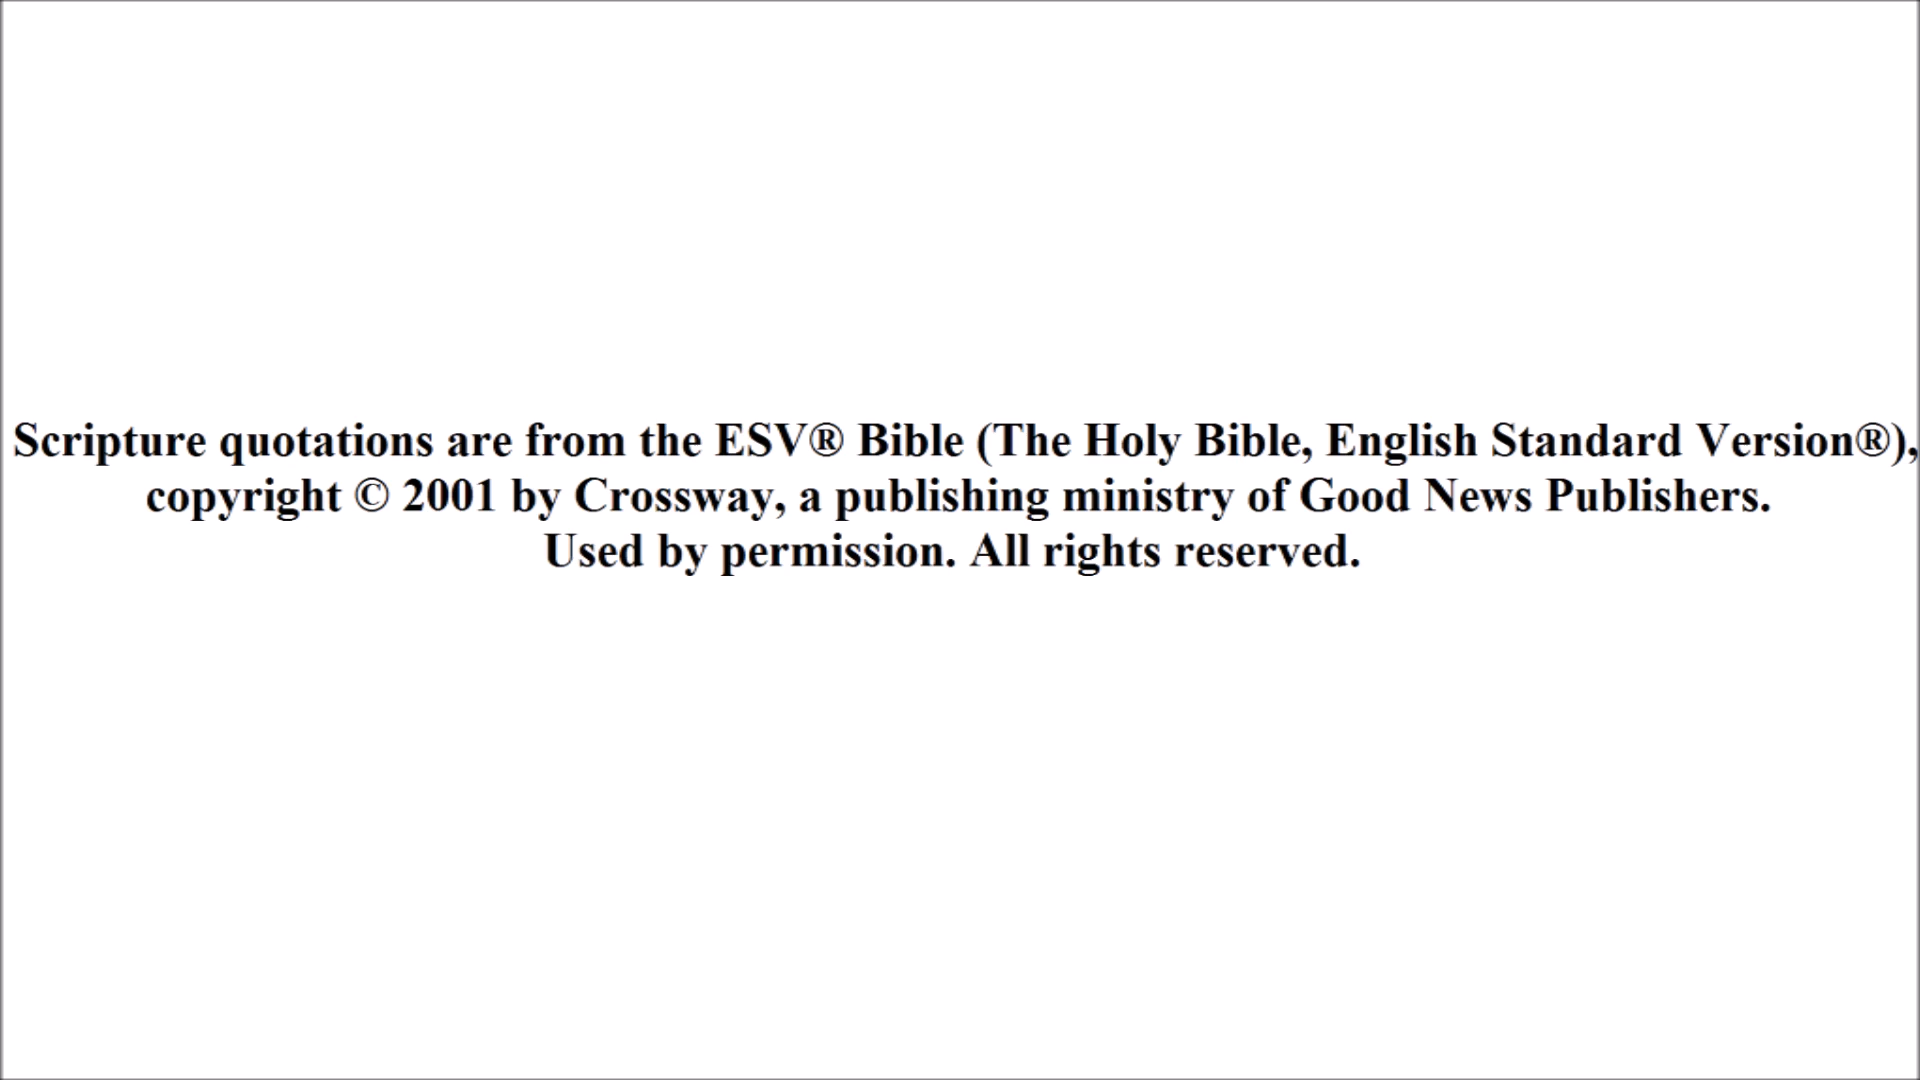 Scripture quotations are from the ESV® Bible (The Holy Bible, English Standard Version®),
copyright © 2001 by Crossway, a publishing ministry of Good News Publishers.
Used by permission. All rights reserved.